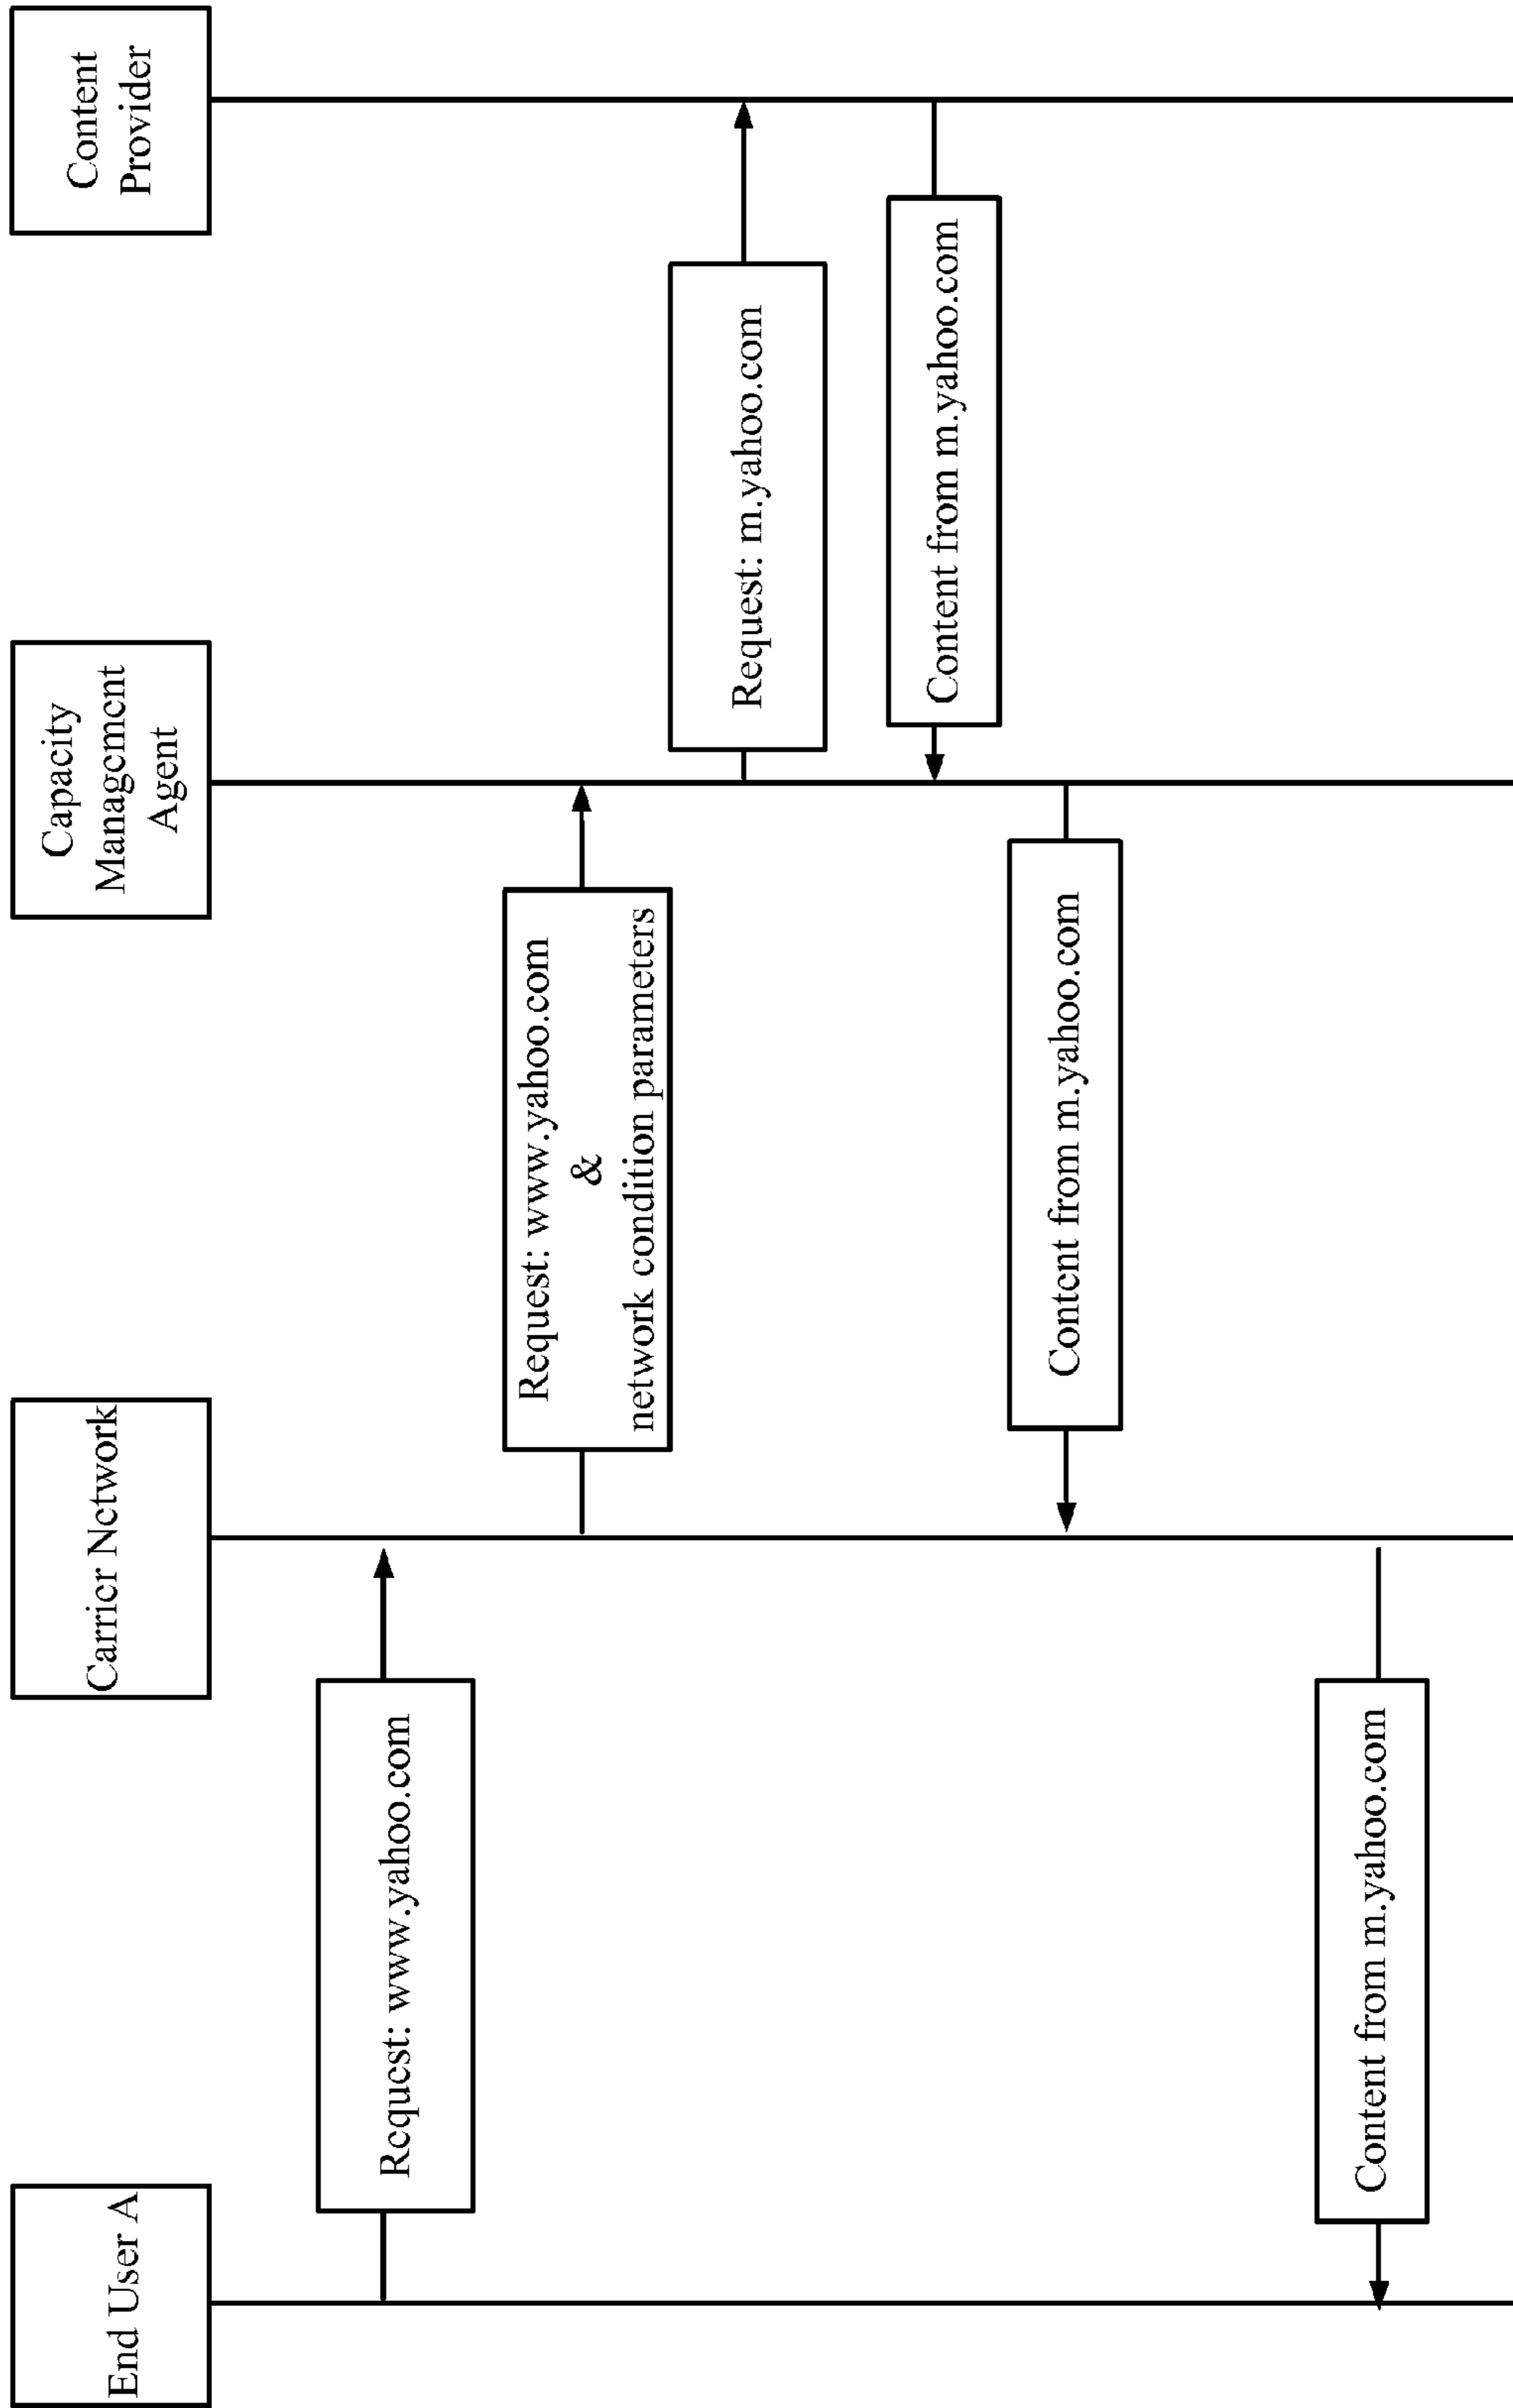 End User A
Carrier Network
Capacity
Management
Agent
Content
Provider
Request: www.yahoo.com
Request: www.yahoo.com
&
network condition parameters
Request: m.yahoo.com
Content from m.yahoo.com
Content from m.yahoo.com
Content from m.yahoo.com